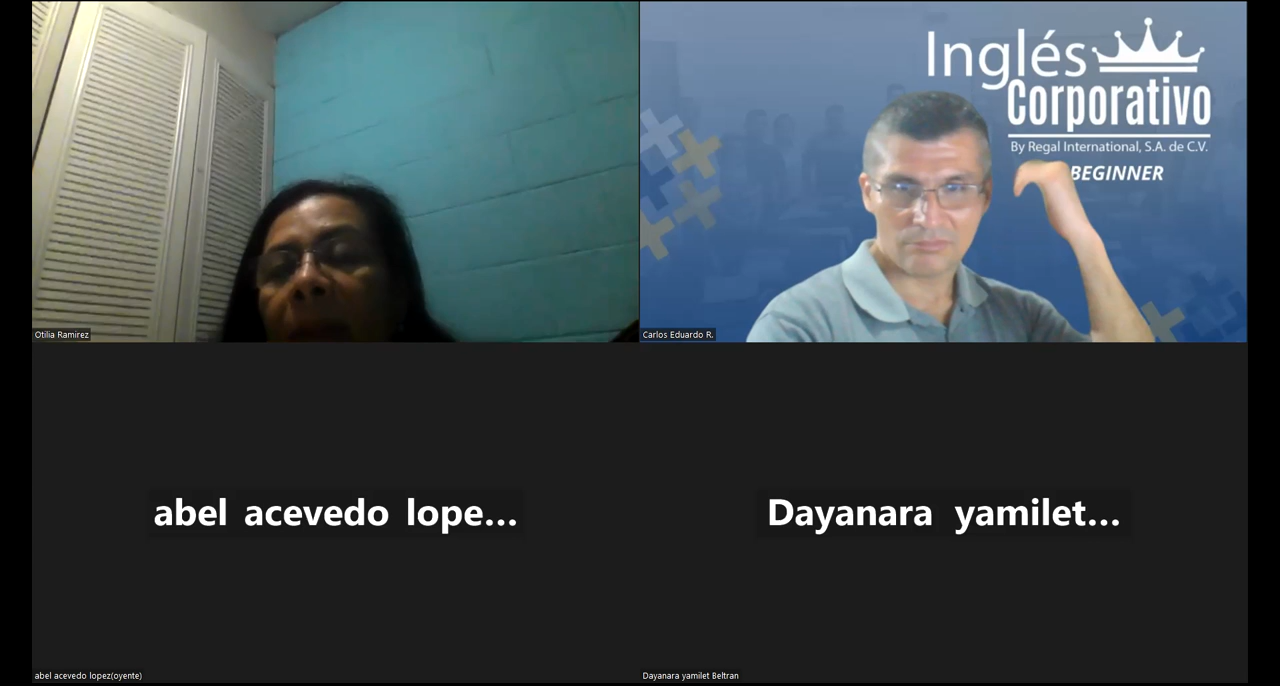 Inglés
Corporativo
By Regal International, S.A. de C.V.
BEGINNER
Otilia Ramirez
Carlos Eduardo R.
abel acevedo lope...
Dayanara yamilet...
abel acevedo lopez(oyente)
Dayanara yamilet Beltran